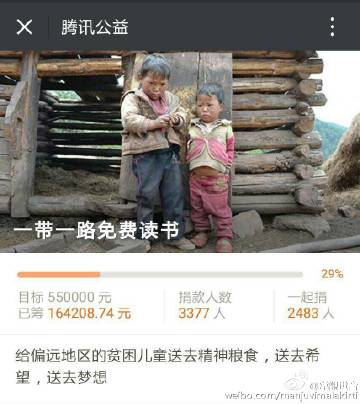 腾讯公益
一带一路免费读书
29%
目标 550000 元 捐款人数 一起捐
已筹 164208.74 元 3377 人 2483 人
给偏远地区的贫困儿童送去精神粮食，送去希
望，送去梦想
weibo.com/manjuvimalakirti